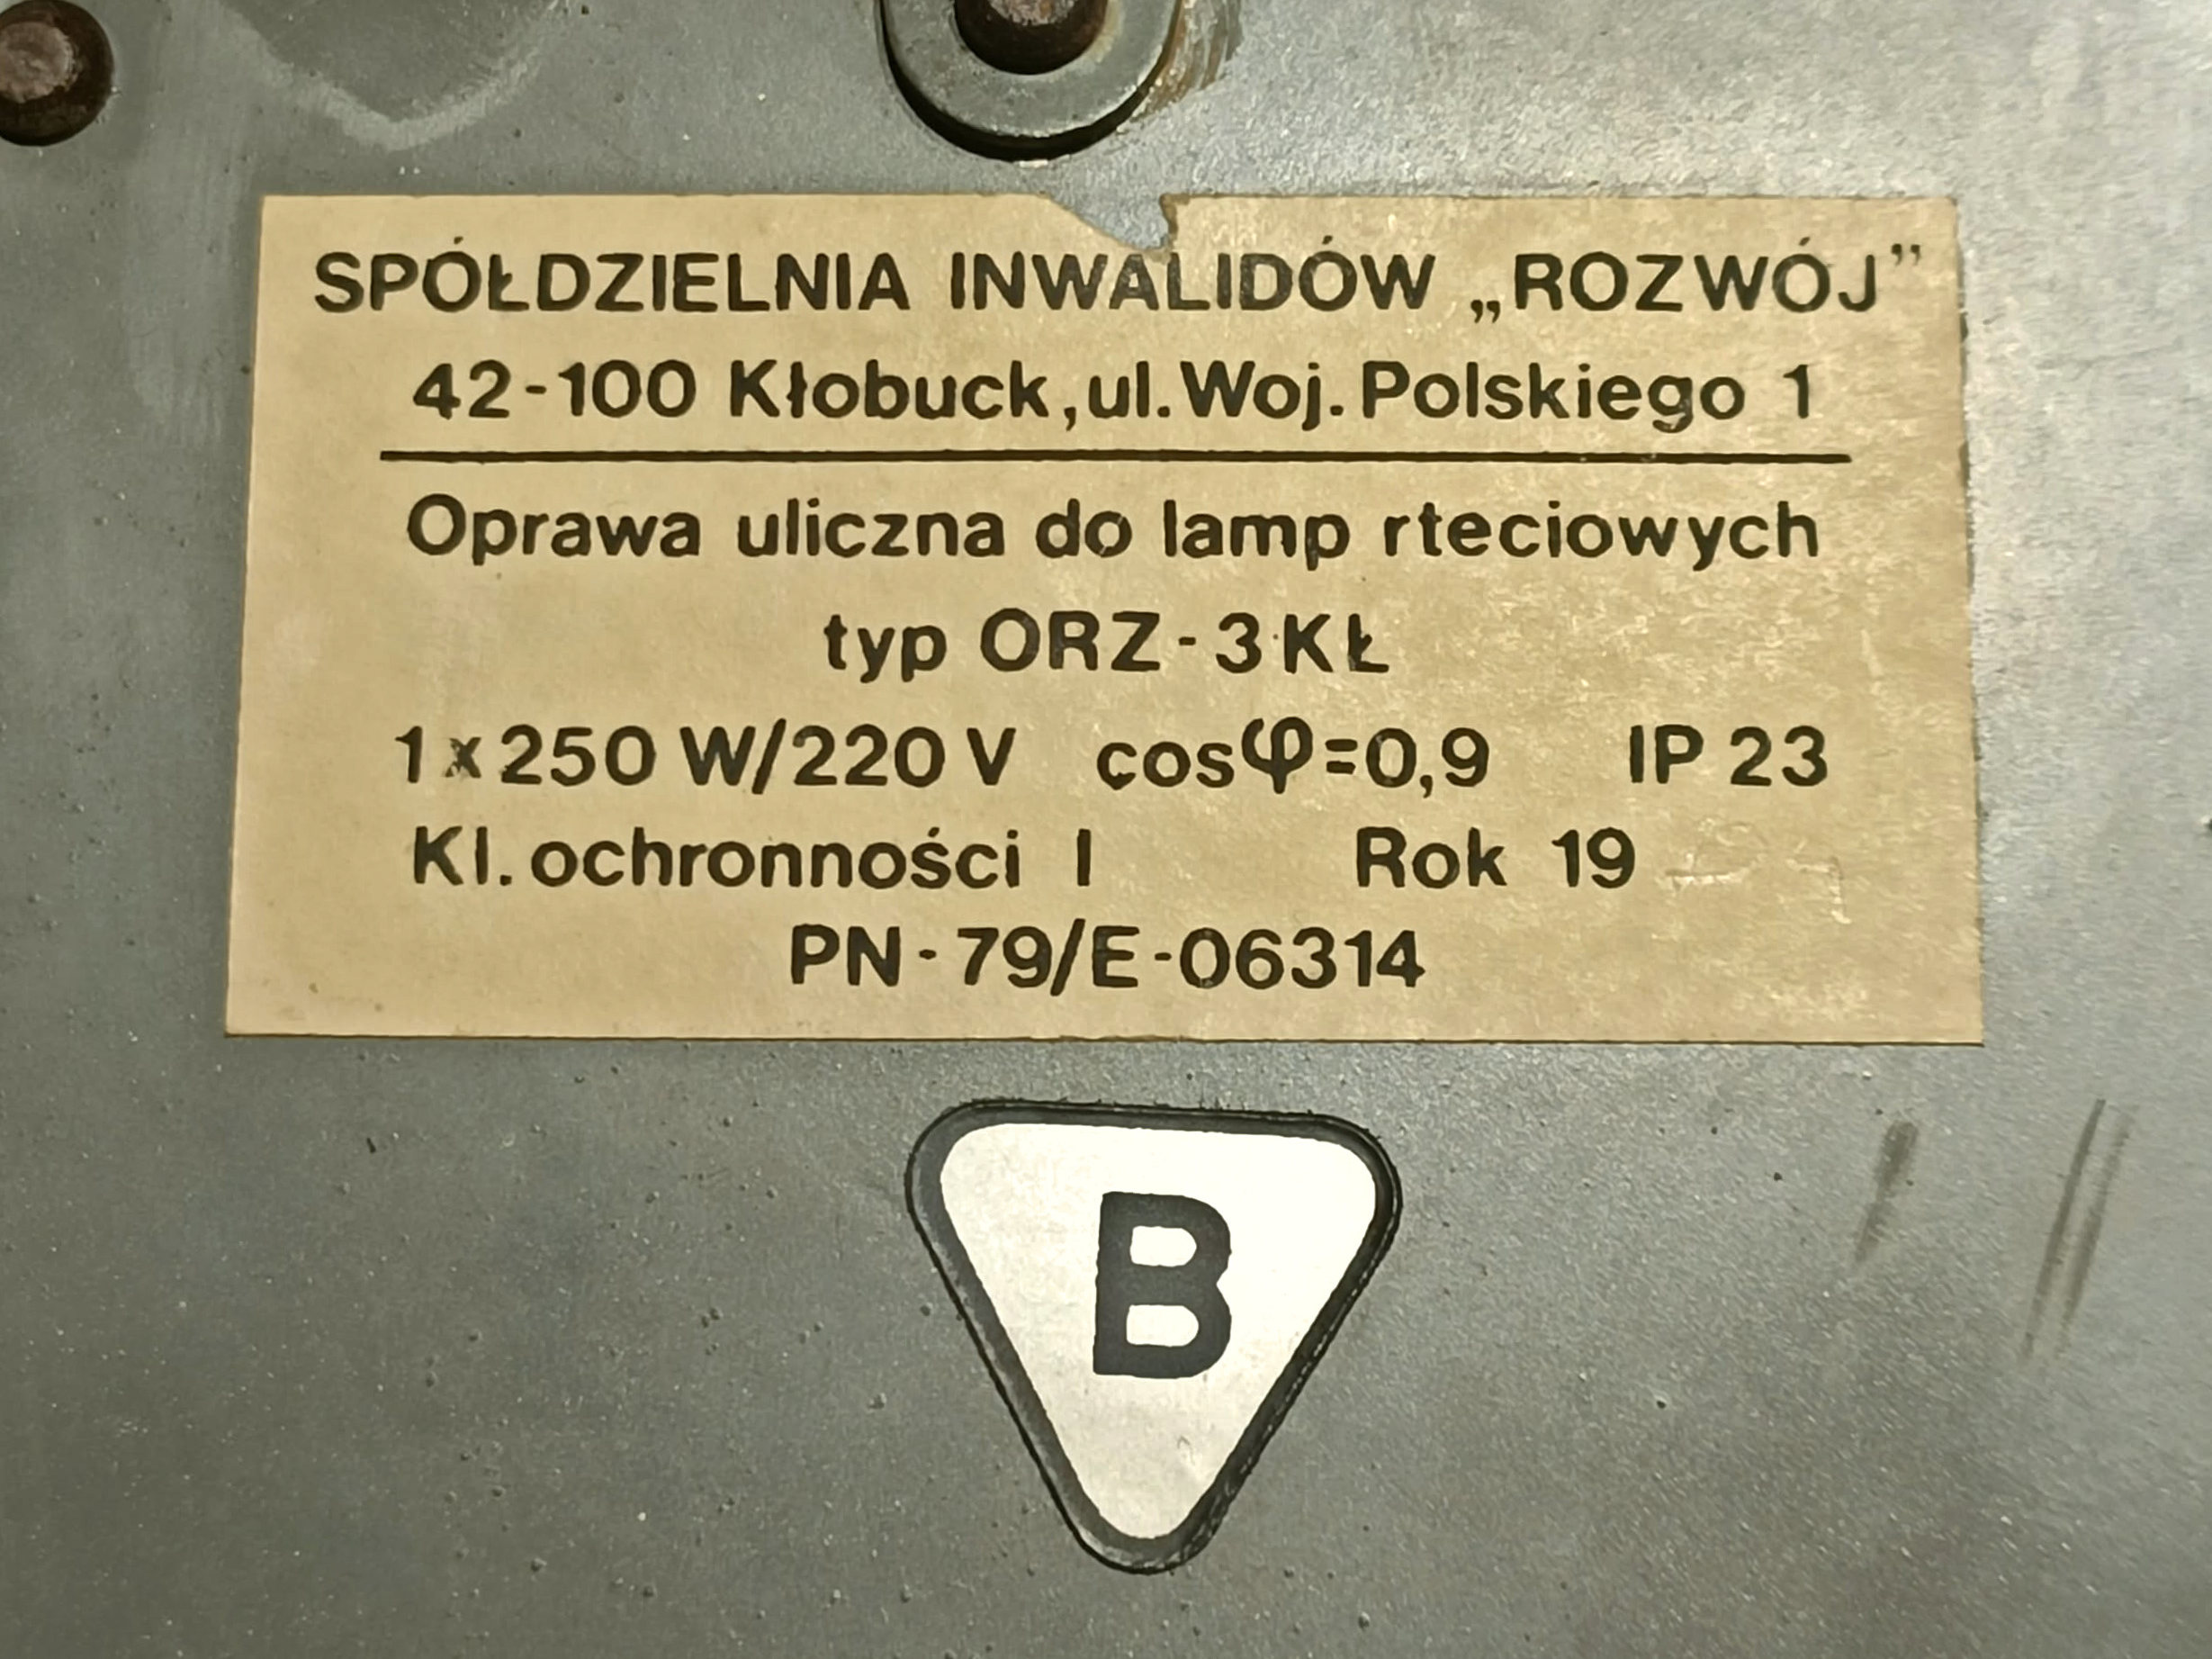 SPÓŁDZIELNIA INWALIDÓW „ROZWÓJ”
42-100 Kłobuck, ul. Woj. Polskiego 1
Oprawa uliczna do lamp rteciowych
typ ORZ-3KŁ
1x250 W/220 V cosφ=0,9 IP 23
Kl. ochronności I Rok 19
PN-79/E-06314
B